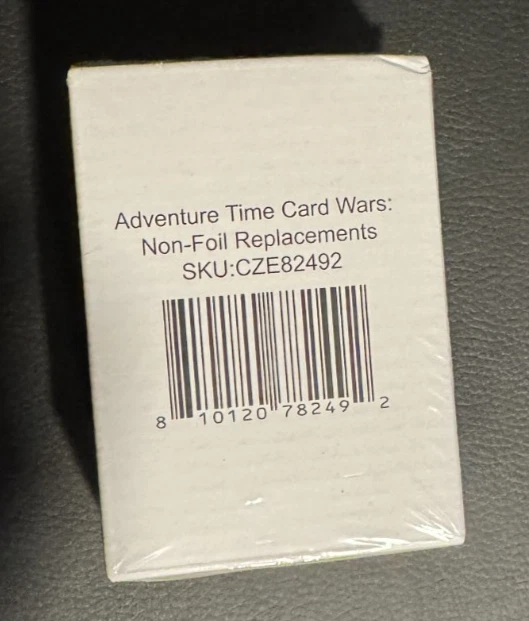 Adventure Time Card Wars:
Non-Foil Replacements
SKU:CZE82492
8 10120 78249 2